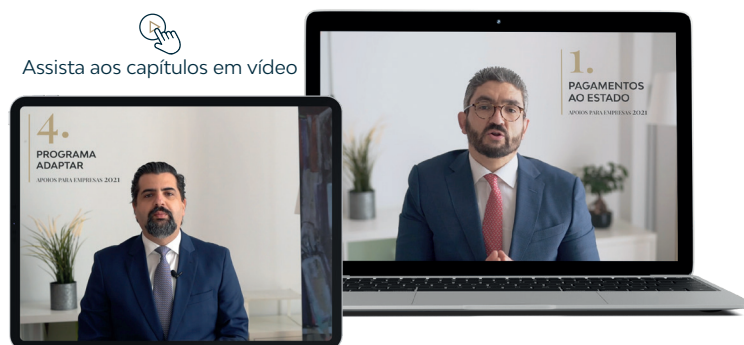 Assista aos capítulos em vídeo
4.
PROGRAMA
ADAPTAR
APOIOS PARA EMPRESAS 2021
1.
PAGAMENTOS
AO ESTADO
APOIOS PARA EMPRESAS 2021